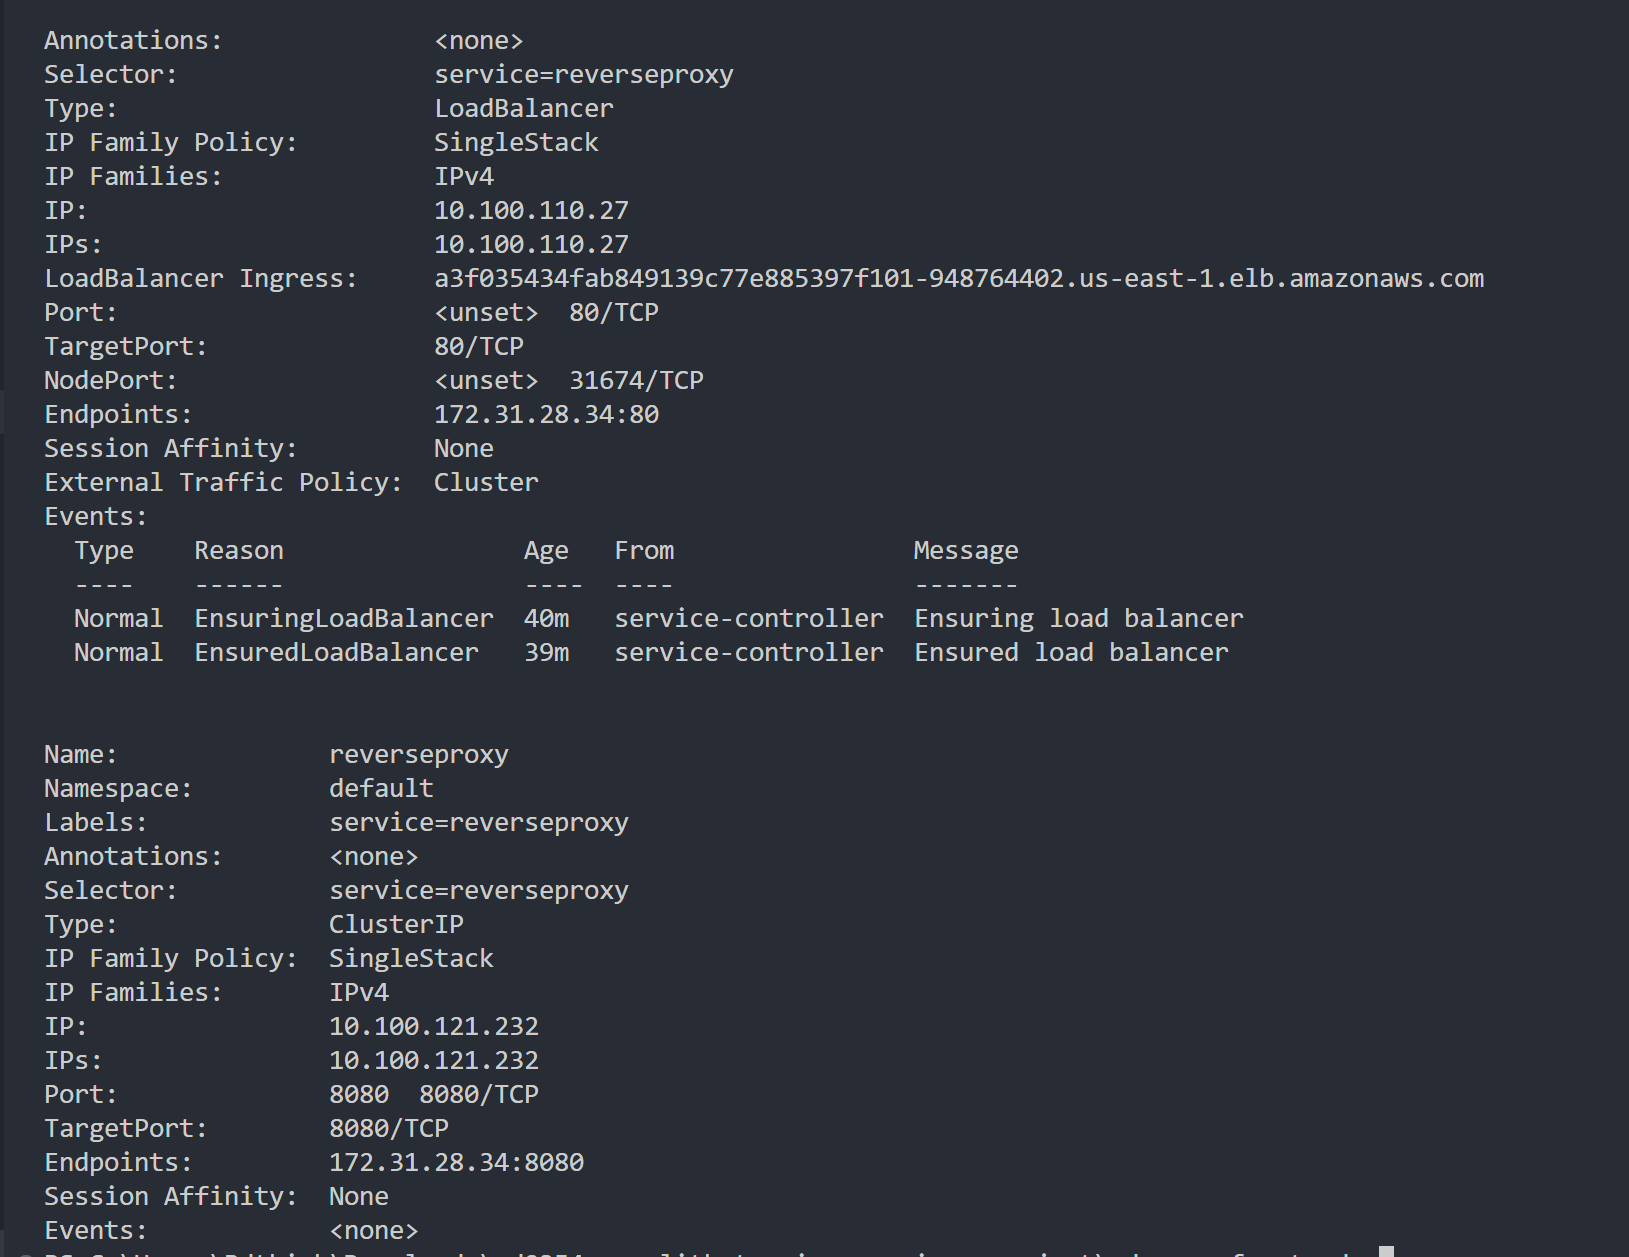 Annotations: <none>
Selector: service=reverseproxy
Type: LoadBalancer
IP Family Policy: SingleStack
IP Families: IPv4
IP: 10.100.110.27
IPs: 10.100.110.27
LoadBalancer Ingress: a3f035434fab849139c77e885397f101-948764402.us-east-1.elb.amazonaws.com
Port: <unset> 80/TCP
TargetPort: 80/TCP
NodePort: <unset> 31674/TCP
Endpoints: 172.31.28.34:80
Session Affinity: None
External Traffic Policy: Cluster
Events:
Type Reason Age From Message
---- ------ ---- ---- -------
Normal EnsuringLoadBalancer 40m service-controller Ensuring load balancer
Normal EnsuredLoadBalancer 39m service-controller Ensured load balancer
Name: reverseproxy
Namespace: default
Labels: service=reverseproxy
Annotations: <none>
Selector: service=reverseproxy
Type: ClusterIP
IP Family Policy: SingleStack
IP Families: IPv4
IP: 10.100.121.232
IPs: 10.100.121.232
Port: 8080 8080/TCP
TargetPort: 8080/TCP
Endpoints: 172.31.28.34:8080
Session Affinity: None
Events: <none>